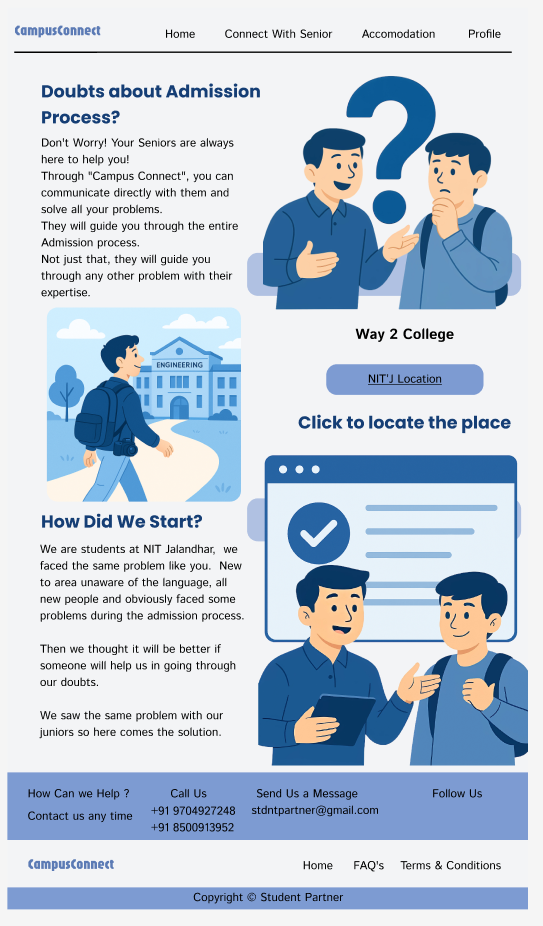 CampusConnect
Home Connect With Senior Accomodation Profile
Doubts about Admission
Process?
Don't Worry! Your Seniors are always
here to help you!
Through "Campus Connect", you can
communicate directly with them and
solve all your problems.
They will guide you through the entire
Admission process.
Not just that, they will guide you
through any other problem with their
expertise.
ENGINEERING
Way 2 College
NIT'J Location
Click to locate the place
How Did We Start?
We are students at NIT Jalandhar, we
faced the same problem like you. New
to area unaware of the language, all
new people and obviously faced some
problems during the admission process.
Then we thought it will be better if
someone will help us in going through
our doubts.
We saw the same problem with our
juniors so here comes the solution.
How Can we Help ?
Contact us any time
Call Us
+91 9704927248
+91 8500913952
Send Us a Message
stdntpartner@gmail.com
Follow Us
CampusConnect
Home FAQ's Terms & Conditions
Copyright © Student Partner